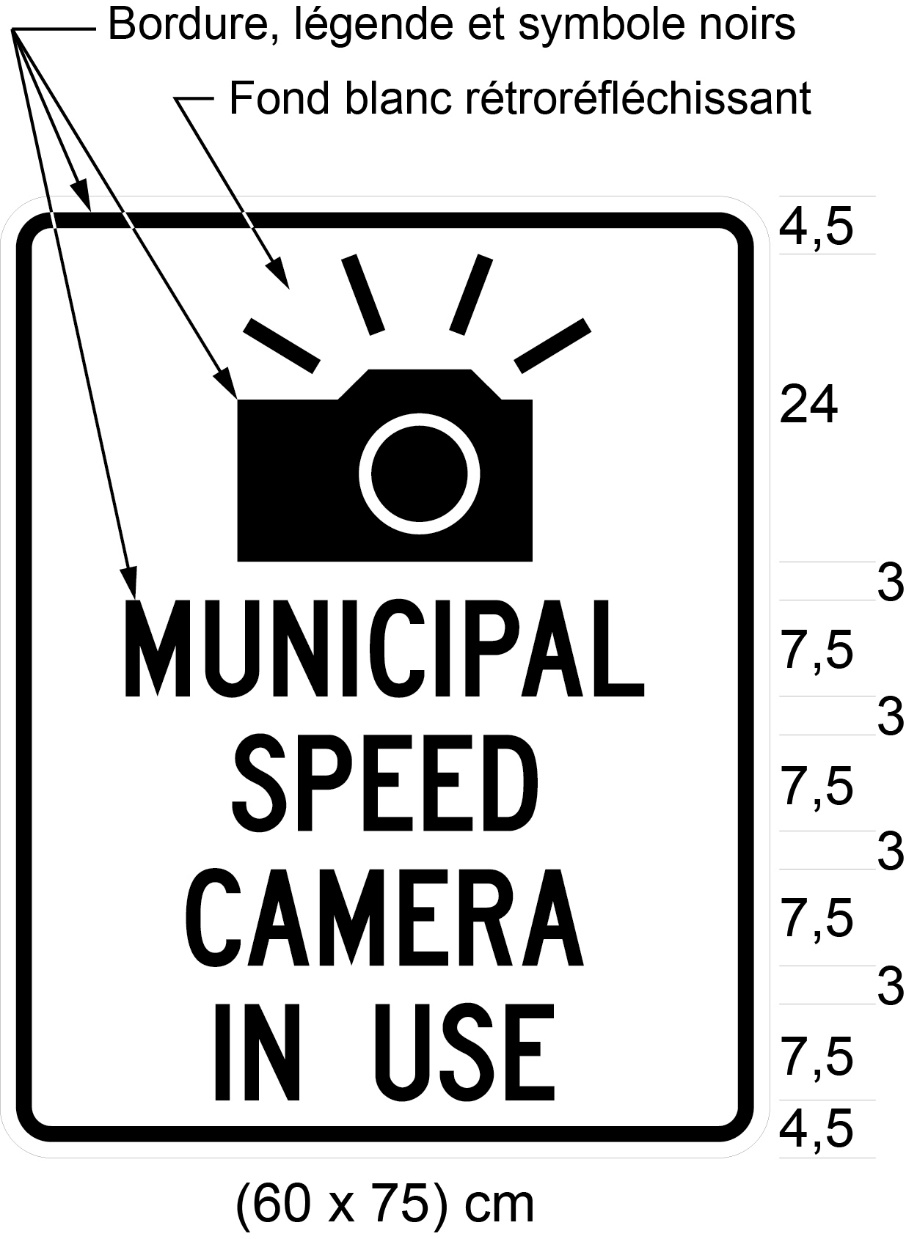 Bordure, légende et symbole noirs
Fond blanc rétroréfléchissant
4,5
24
3
MUNICIPAL
7,5
3
SPEED
7,5
3
CAMERA
7,5
3
IN USE
7,5
4,5
(60 x 75) cm